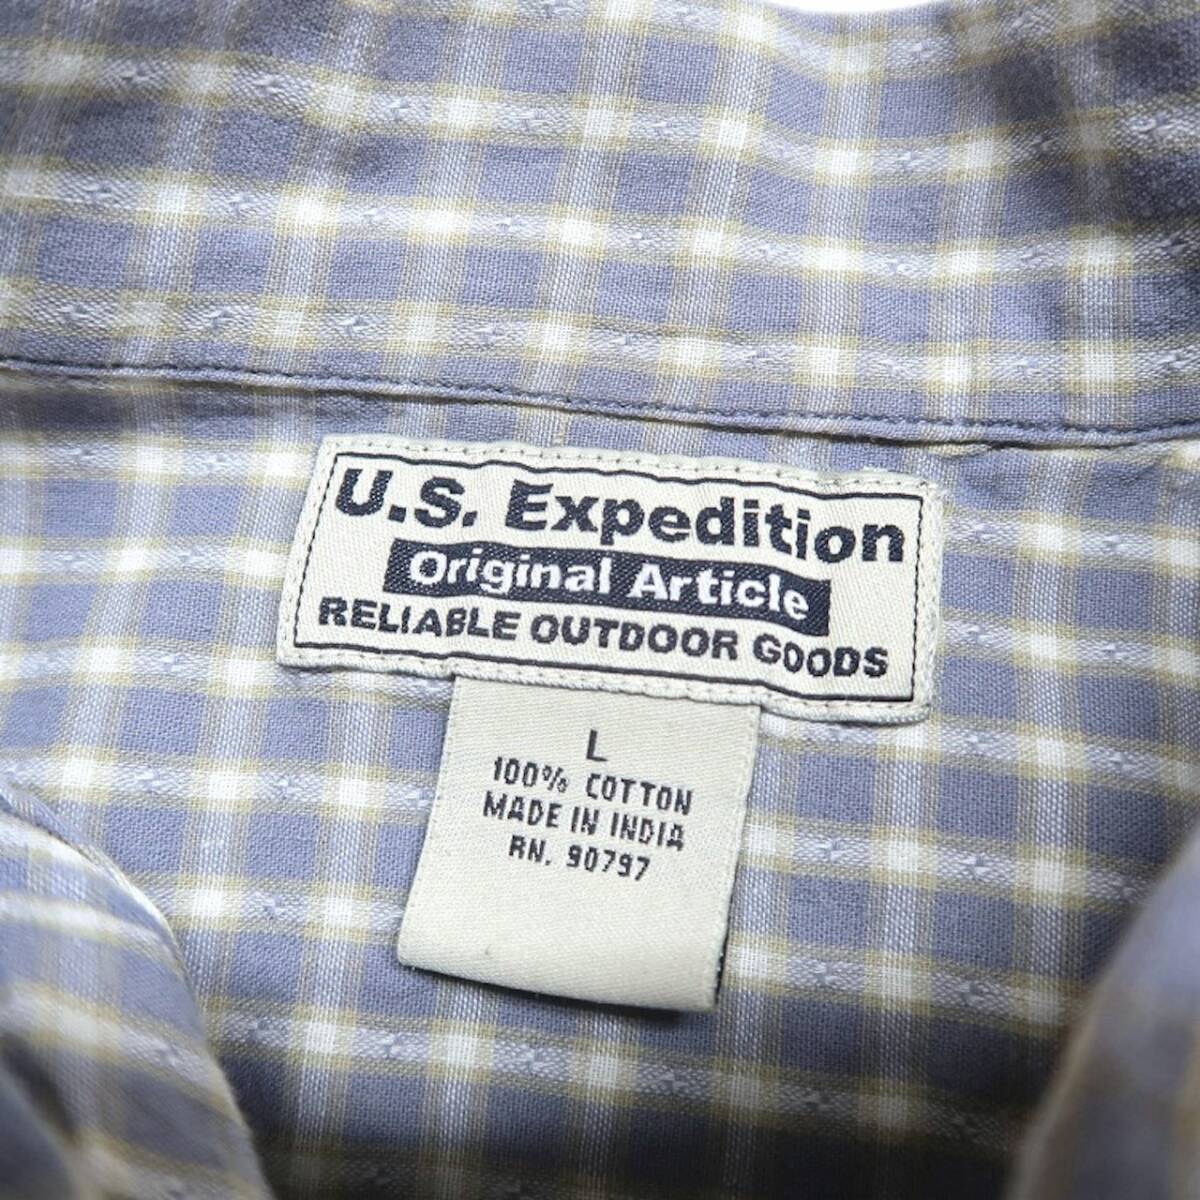 U.S. Expedition
Original Article
RELIABLE OUTDOOR GOODS
L
100% COTTON
MADE IN INDIA
RN. 90797